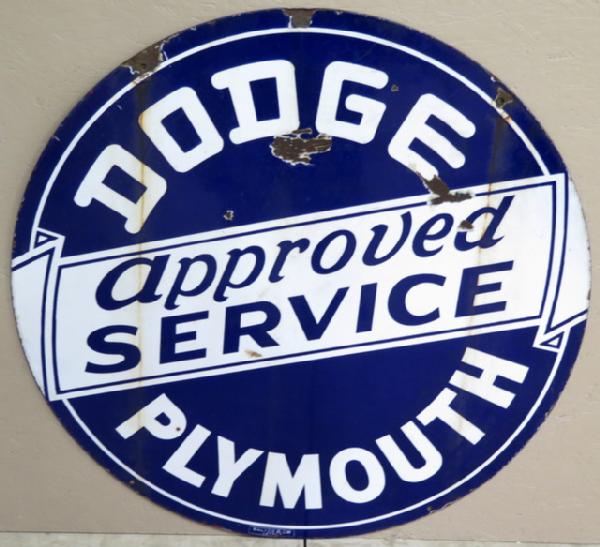 DODGE
approved
SERVICE
PLYMOUTH